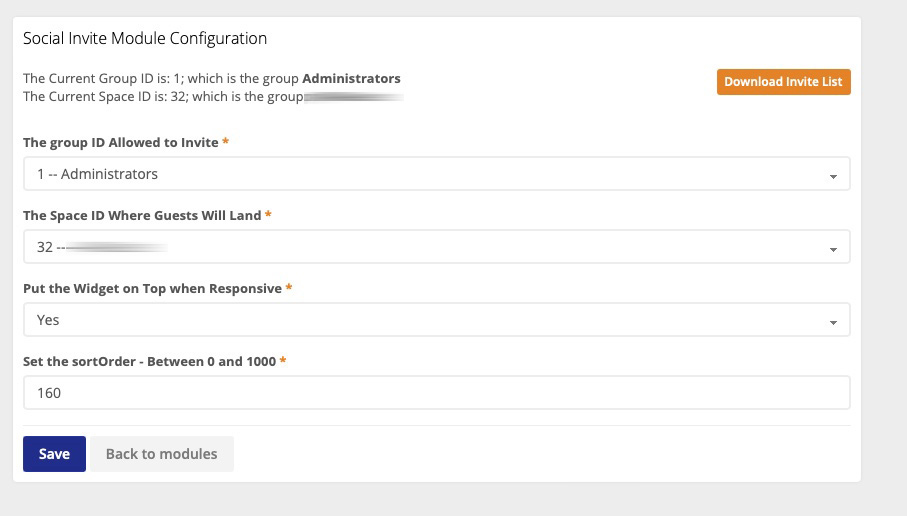 Social Invite Module Configuration
The Current Group ID is: 1; which is the group Administrators
The Current Space ID is: 32; which is the group
Download Invite List
The group ID Allowed to Invite *
1 -- Administrators
The Space ID Where Guests Will Land *
32 --
Put the Widget on Top when Responsive *
Yes
Set the sortOrder - Between 0 and 1000 *
160
Save
Back to modules